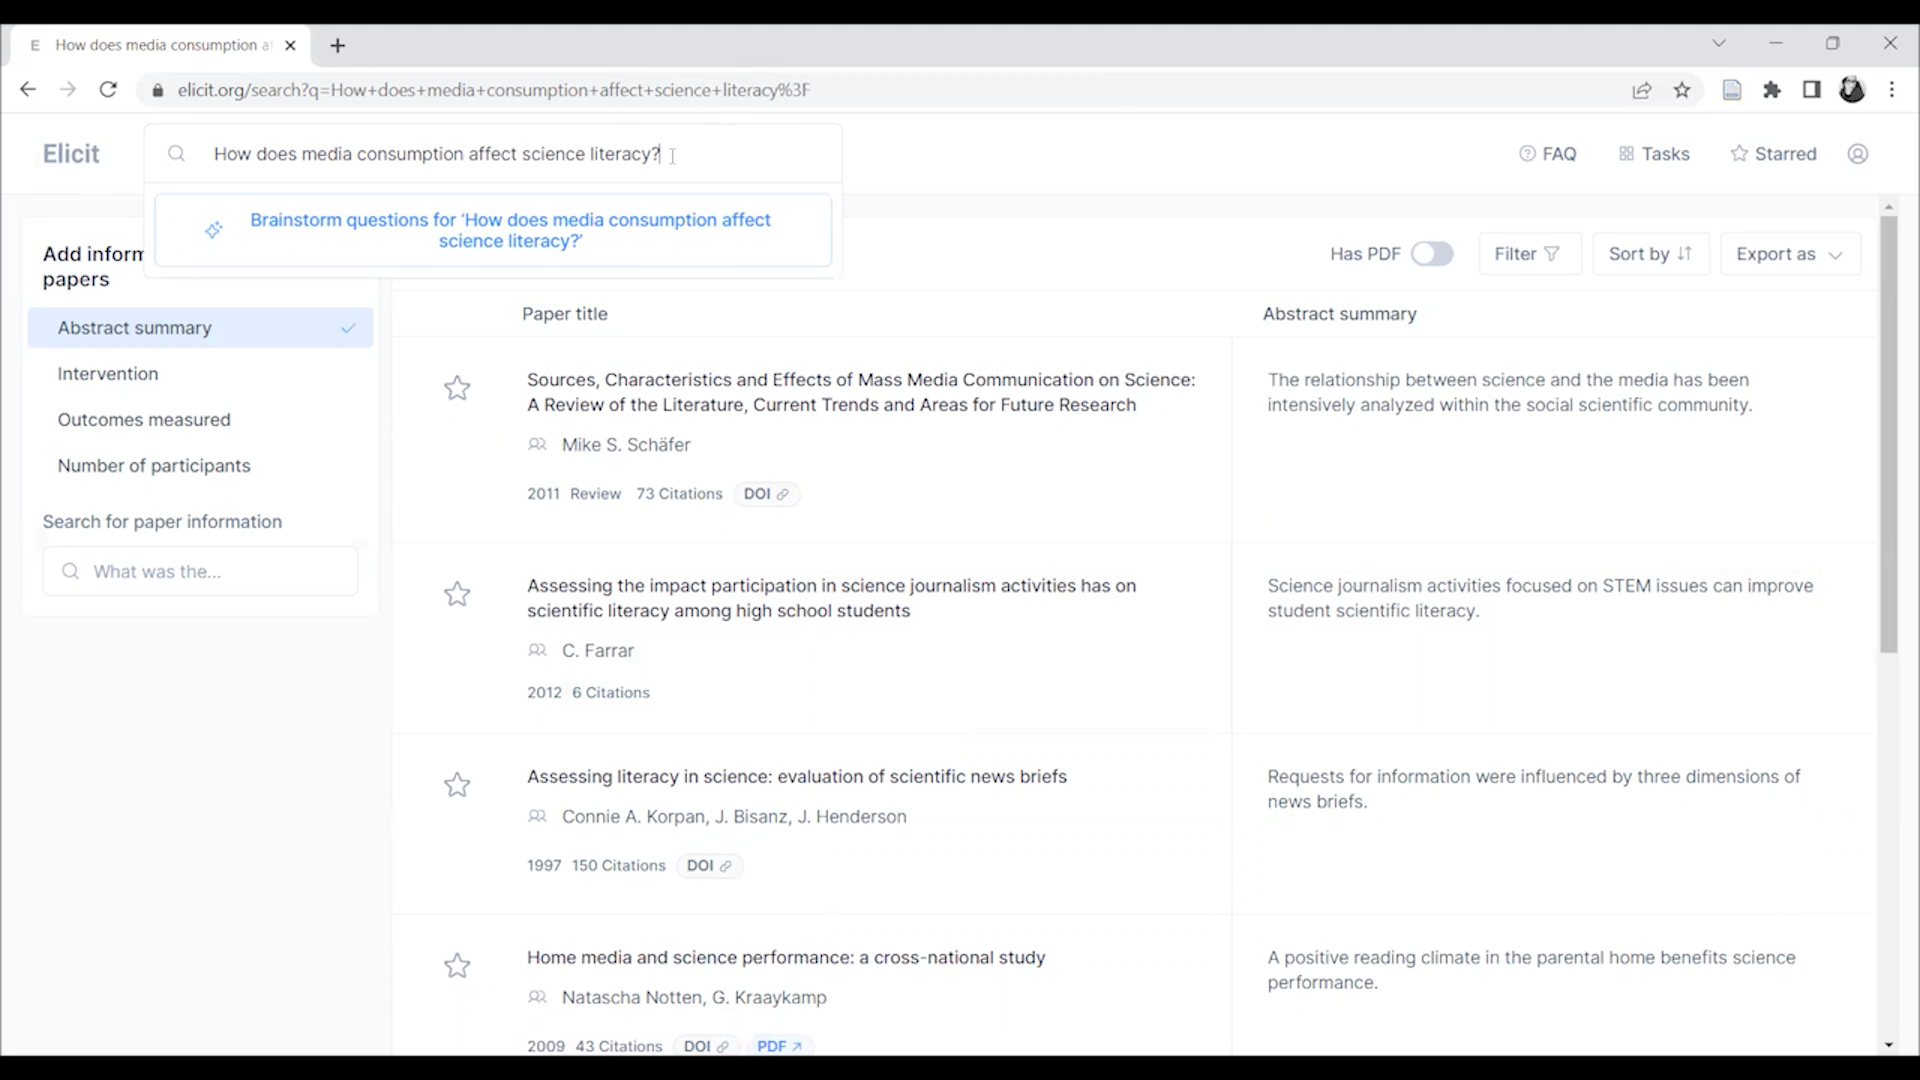 E How does media consumption a
elicit.org/search?q=How+does+media+consumption+affect+science+literacy%3F
Elicit
How does media consumption affect science literacy?
FAQ
Tasks
Starred
Brainstorm questions for 'How does media consumption affect
science literacy?'
Add inform
papers
Abstract summary
Intervention
Outcomes measured
Number of participants
Search for paper information
What was the...
Has PDF
Filter
Sort by
Export as
Paper title
Abstract summary
Sources, Characteristics and Effects of Mass Media Communication on Science:
A Review of the Literature, Current Trends and Areas for Future Research
Mike S. Schäfer
2011 Review 73 Citations DOI
The relationship between science and the media has been
intensively analyzed within the social scientific community.
Assessing the impact participation in science journalism activities has on
scientific literacy among high school students
C. Farrar
2012 6 Citations
Science journalism activities focused on STEM issues can improve
student scientific literacy.
Assessing literacy in science: evaluation of scientific news briefs
Connie A. Korpan, J. Bisanz, J. Henderson
1997 150 Citations DOI
Requests for information were influenced by three dimensions of
news briefs.
Home media and science performance: a cross-national study
Natascha Notten, G. Kraaykamp
2009 43 Citations DOI PDF
A positive reading climate in the parental home benefits science
performance.